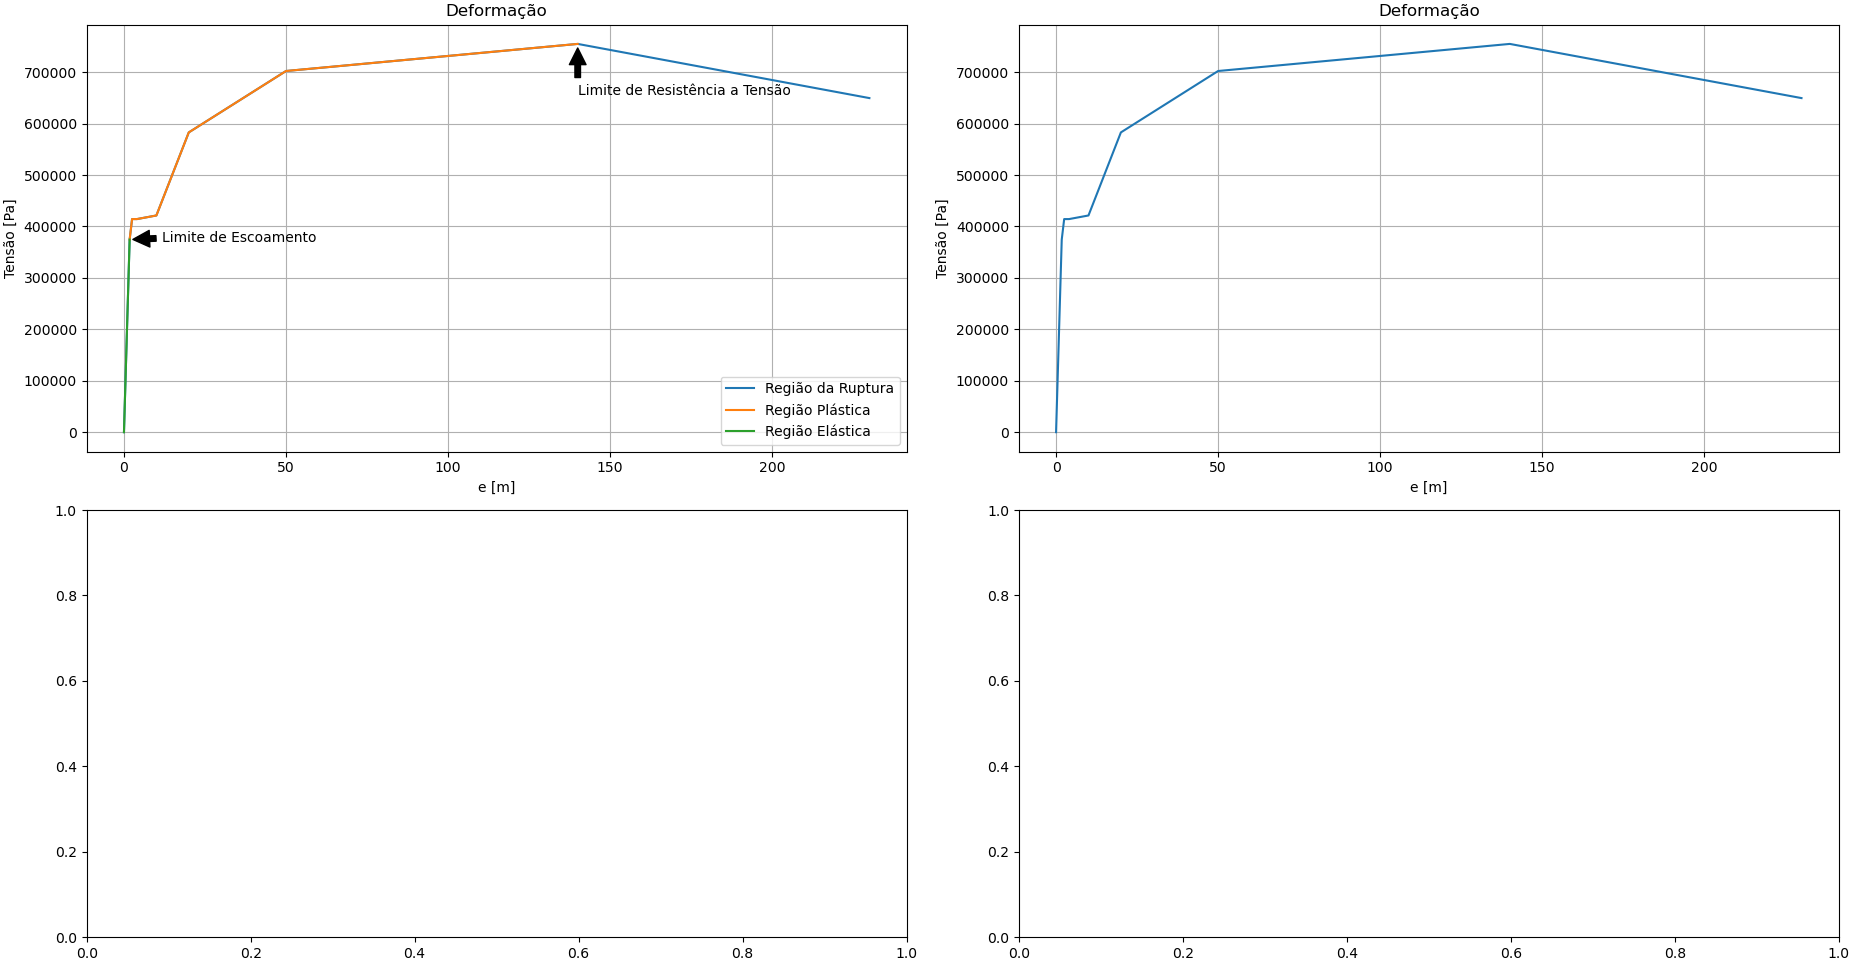 Deformação
Tensão [Pa]
700000
600000
500000
400000
300000
200000
100000
0
Limite de Resistência a Tensão
Limite de Escoamento
Região da Ruptura
Região Plástica
Região Elástica
0 50 100 150 200
e [m]
Deformação
Tensão [Pa]
700000
600000
500000
400000
300000
200000
100000
0
0 50 100 150 200
e [m]
1.0
0.8
0.6
0.4
0.2
0.0
0.0 0.2 0.4 0.6 0.8 1.0
1.0
0.8
0.6
0.4
0.2
0.0
0.0 0.2 0.4 0.6 0.8 1.0